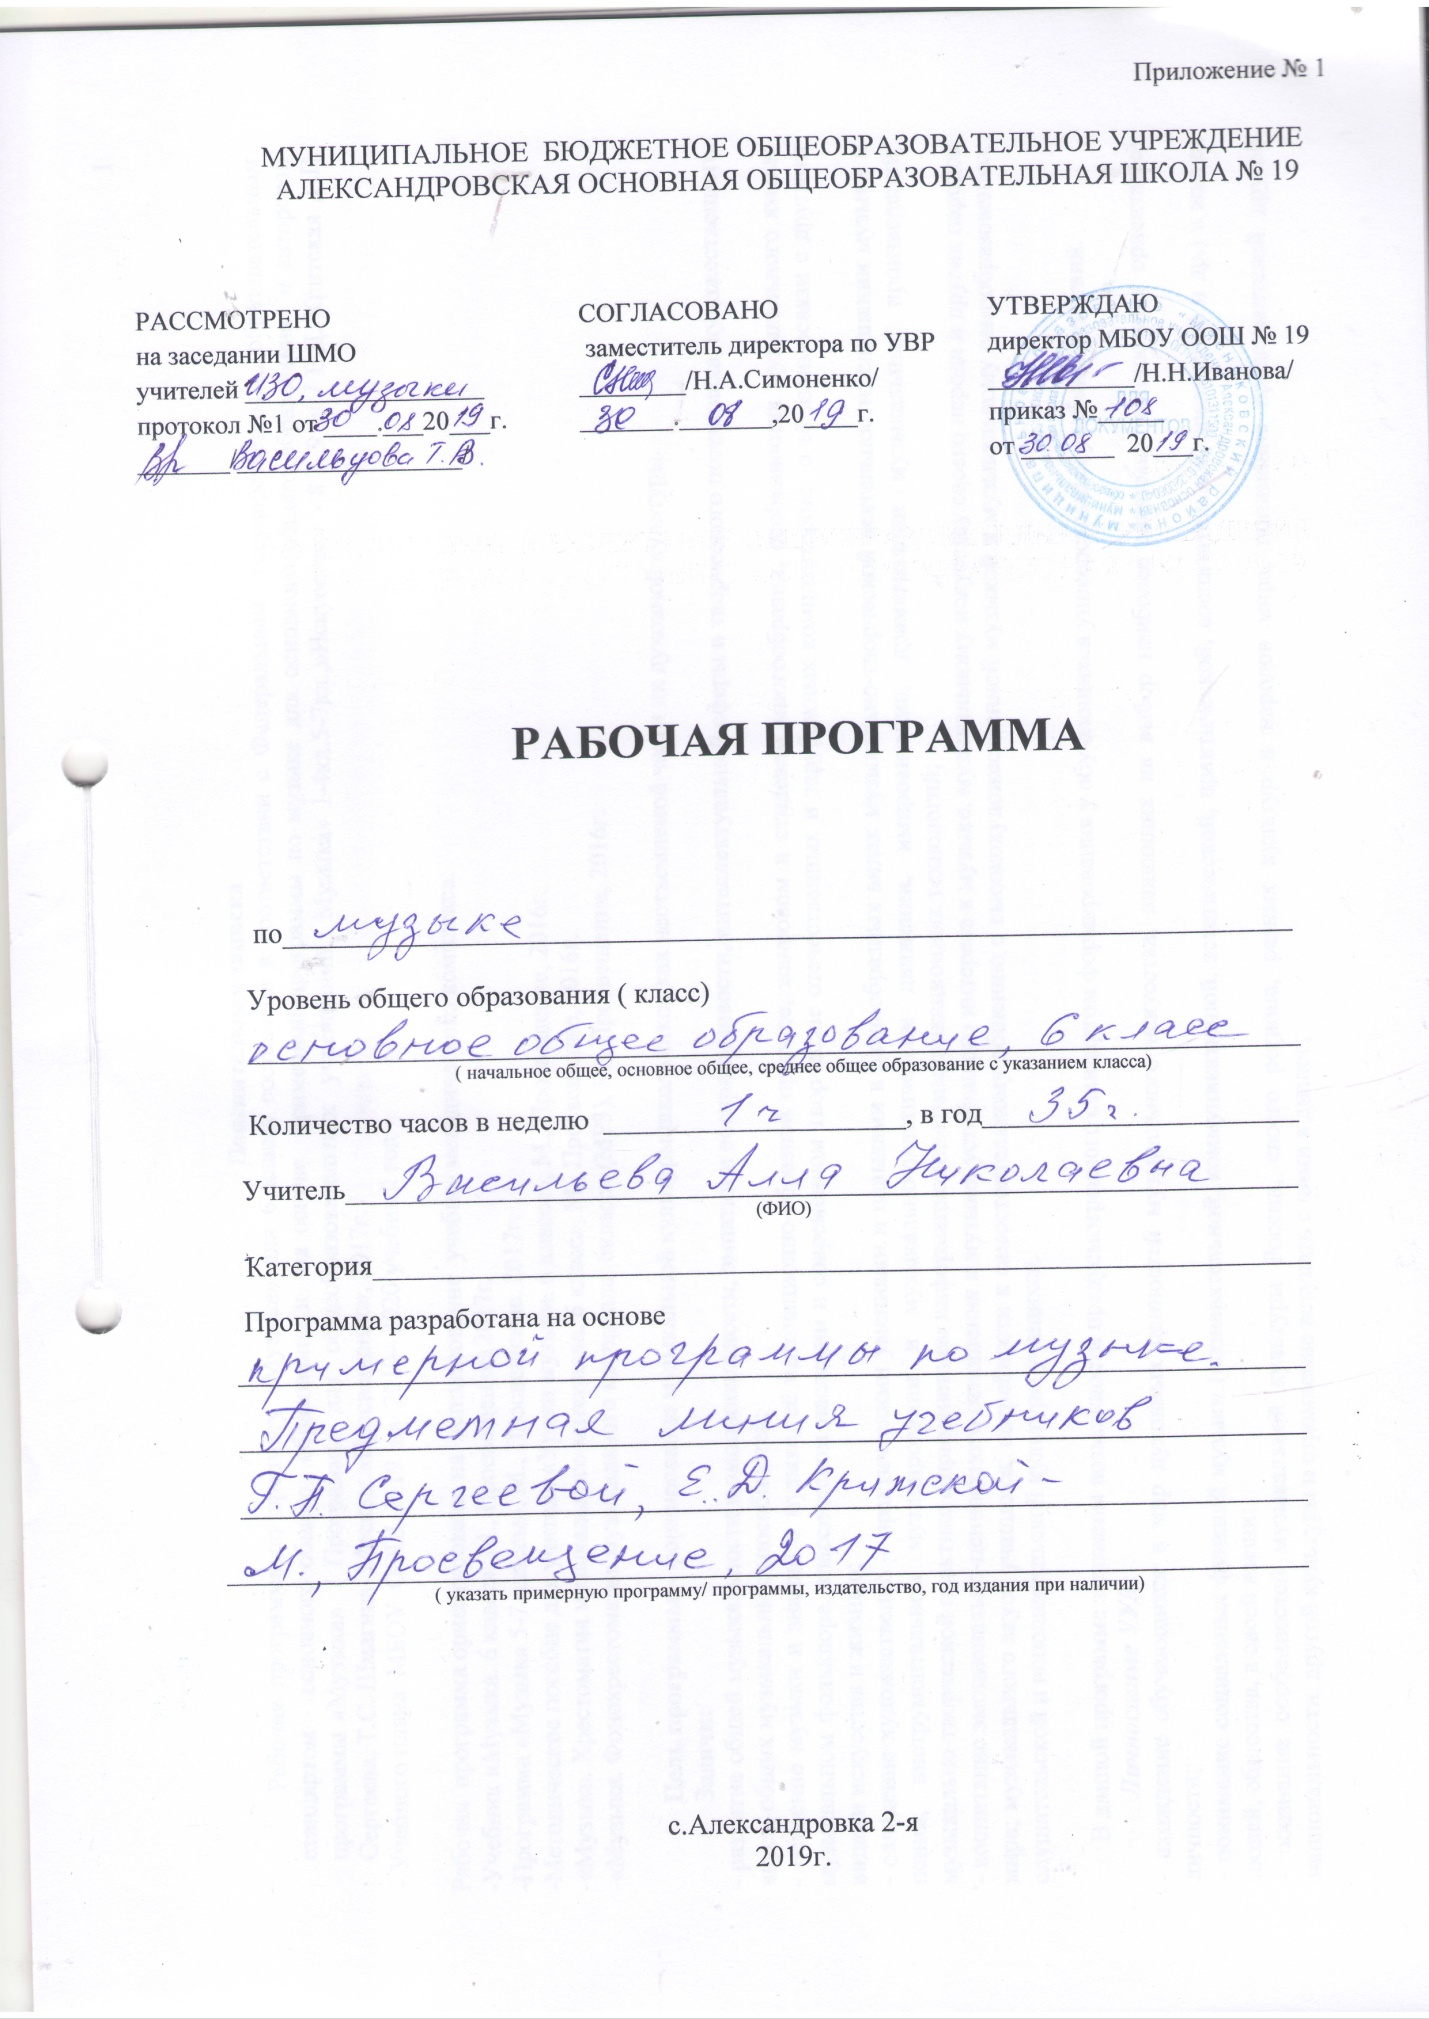 Приложение № 1
МУНИЦИПАЛЬНОЕ БЮДЖЕТНОЕ ОБЩЕОБРАЗОВАТЕЛЬНОЕ УЧРЕЖДЕНИЕ
АЛЕКСАНДРОВСКАЯ ОСНОВНАЯ ОБЩЕОБРАЗОВАТЕЛЬНАЯ ШКОЛА № 19
РАССМОТРЕНО
на заседании ШМО
учителей ИЗО, музыки
протокол №1 от 30.08 2019 г.
Т.В.
СОГЛАСОВАНО
заместитель директора по УВР
/Н.А.Симоненко/
30.08,2019 г.
УТВЕРЖДАЮ
директор МБОУ ООШ № 19
/Н.Н.Иванова/
приказ № 108
от 30.08 2019 г.
ДЛЯ
ДОКУМЕНТОВ
РАБОЧАЯ ПРОГРАММА
по музыке
Уровень общего образования ( класс)
основное общее образование, 6 класс
( начальное общее, основное общее, среднее общее образование с указанием класса)
Количество часов в неделю 1 ч, в год 35 ч.
Учитель Васильева Алла Николаевна
(ФИО)
Категория
Программа разработана на основе
примерной программы по музыке.
Предметная линия учебников
Г.П. Сергеевой, Е.Д. Критской -
М., Просвещение, 2017
( указать примерную программу/ программы, издательство, год издания при наличии)
с.Александровка 2-я
2019г.